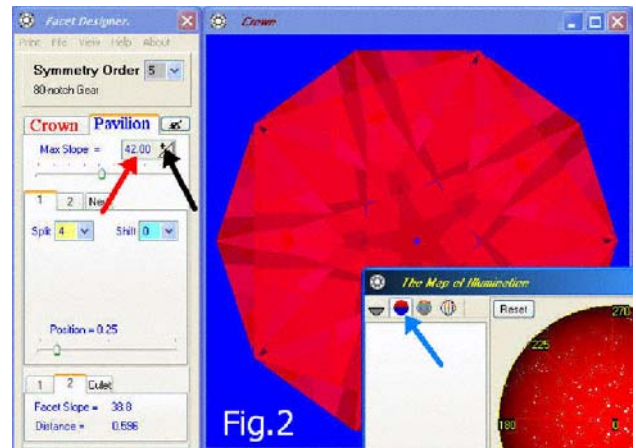 Facet Designer.
Print File View Help About
Symmetry Order 5
80-notch Gear
Crown Pavilion
Max Slope = 42.00
1 2 New
Split 4 Shift 0
Position = 0.25
1 2 Culet
Facet Slope = 38.8
Distance = 0.596
Crown
Fig.2
The Map of Illumination
Reset
270
225
180
0